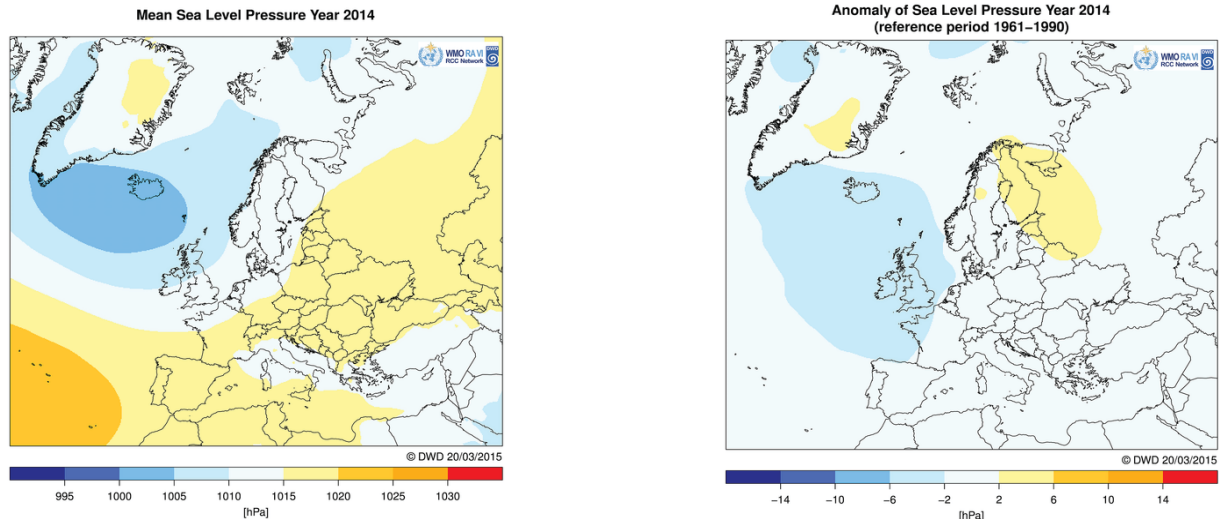 Mean Sea Level Pressure Year 2014
WMO RA VI
RCC Network
DWD
© DWD 20/03/2015
995 1000 1005 1010 1015 1020 1025 1030
[hPa]
Anomaly of Sea Level Pressure Year 2014
(reference period 1961−1990)
WMO RA VI
RCC Network
DWD
© DWD 20/03/2015
−14 −10 −6 −2 2 6 10 14
[hPa]